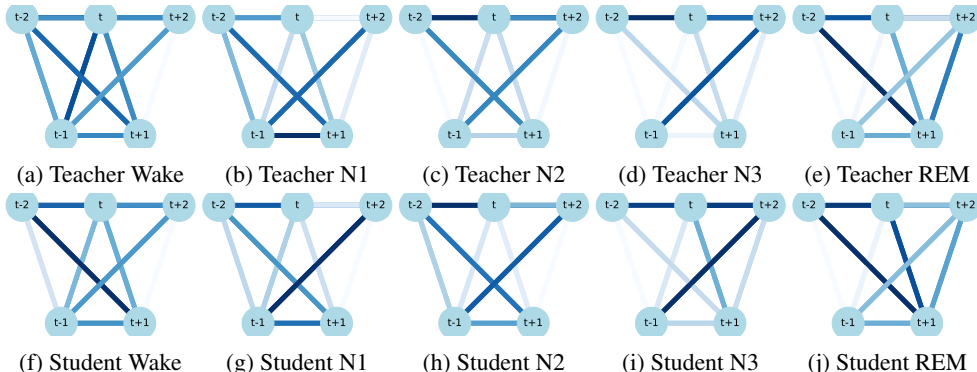 t-2 t t+2 t-2 t t+2 t-2 t t+2 t-2 t t+2 t-2 t t+2
t-1 t+1 t-1 t+1 t-1 t+1 t-1 t+1 t-1 t+1
(a) Teacher Wake (b) Teacher N1 (c) Teacher N2 (d) Teacher N3 (e) Teacher REM
t-2 t t+2 t-2 t t+2 t-2 t t+2 t-2 t t+2 t-2 t t+2
t-1 t+1 t-1 t+1 t-1 t+1 t-1 t+1 t-1 t+1
(f) Student Wake (g) Student N1 (h) Student N2 (i) Student N3 (j) Student REM